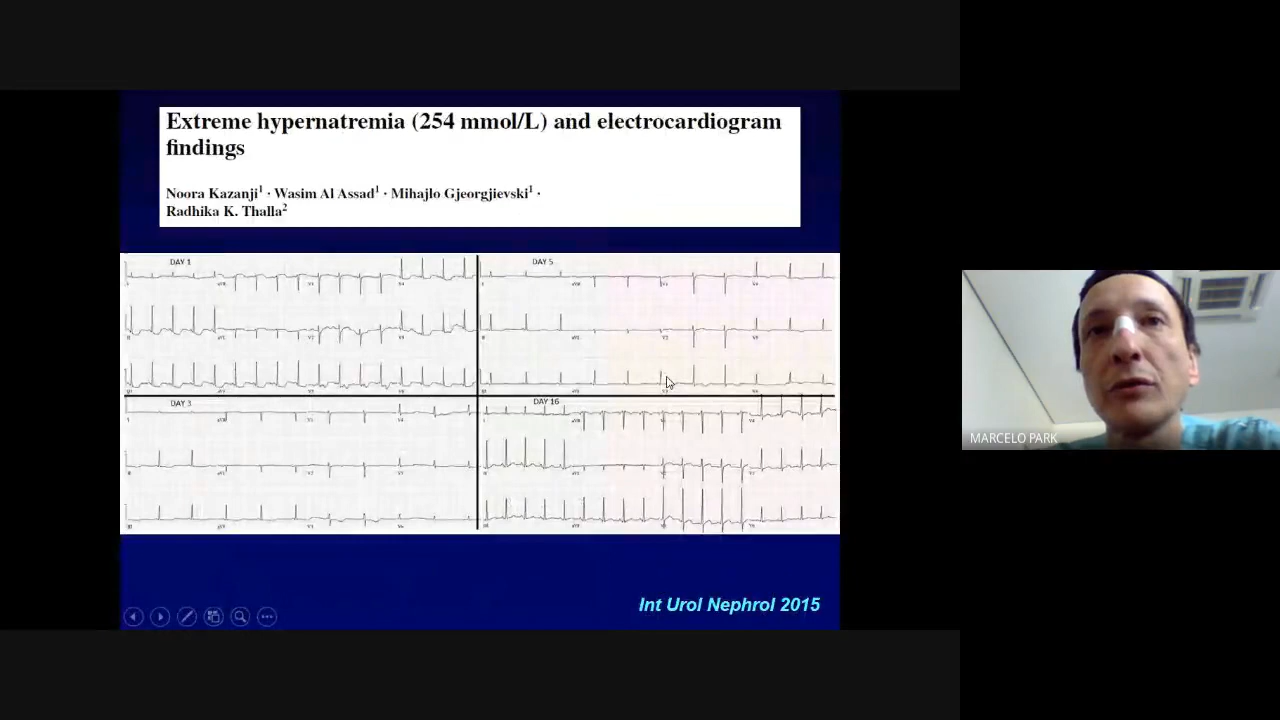 Extreme hypernatremia (254 mmol/L) and electrocardiogram
findings
Noora Kazanji¹ · Wasim Al Assad¹ · Mihajlo Gjeorgjievski¹ ·
Radhika K. Thalla²
DAY 1
DAY 5
DAY 3
DAY 16
Int Urol Nephrol 2015
MARCELO PARK